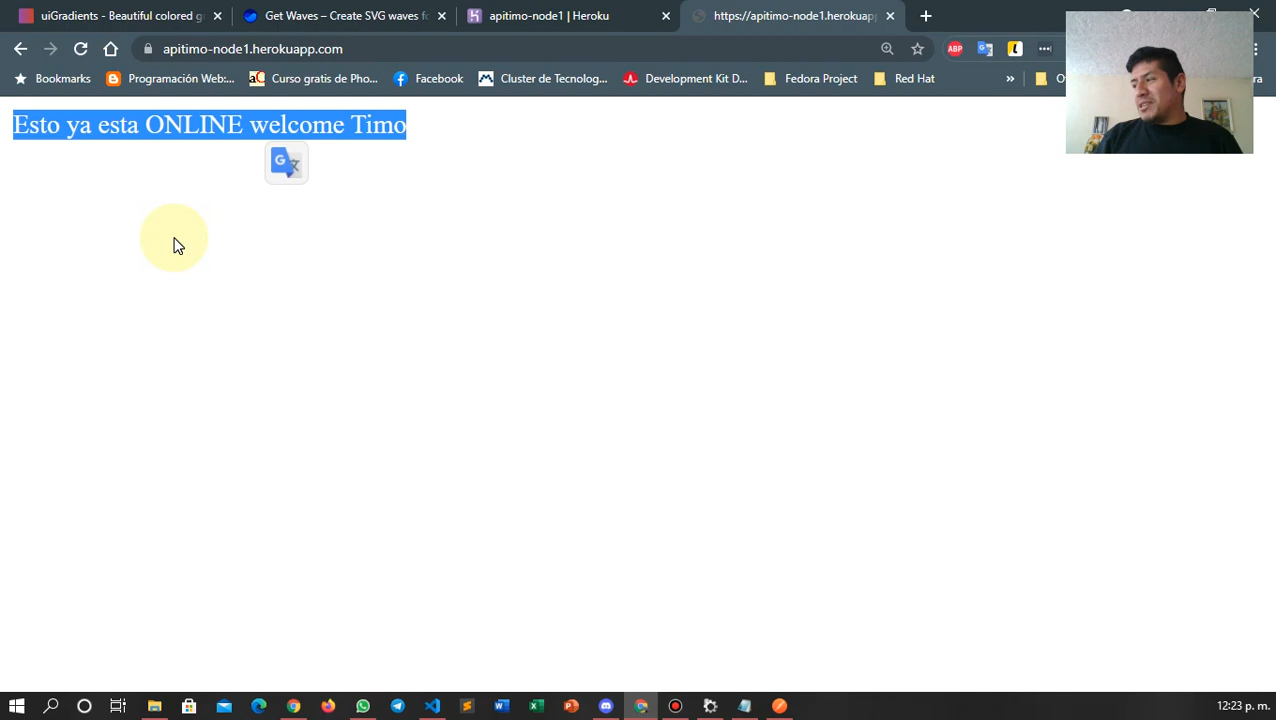 uiGradients - Beautiful colored g
Get Waves – Create SVG waves f
apitimo-node1 | Heroku
https://apitimo-node1.herokuapp
apitimo-node1.herokuapp.com
ABP
Bookmarks
Programación Web:...
Curso gratis de Pho...
Facebook
Cluster de Tecnolog...
Development Kit D...
Fedora Project
Red Hat
»
Esto ya esta ONLINE welcome Timo
12:23 p. m.